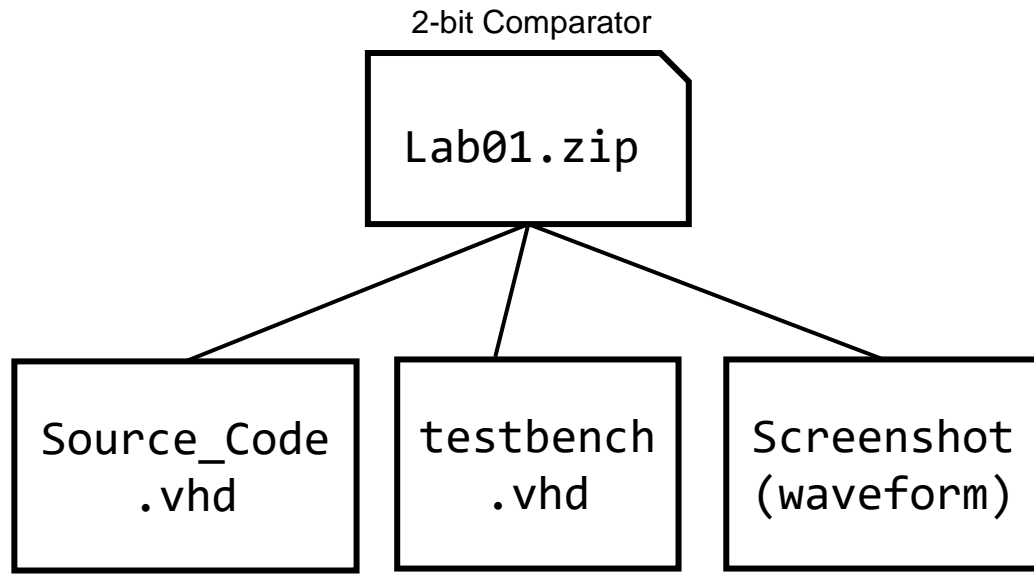 2-bit Comparator
Lab01.zip
Source_Code
.vhd
testbench
.vhd
Screenshot
(waveform)